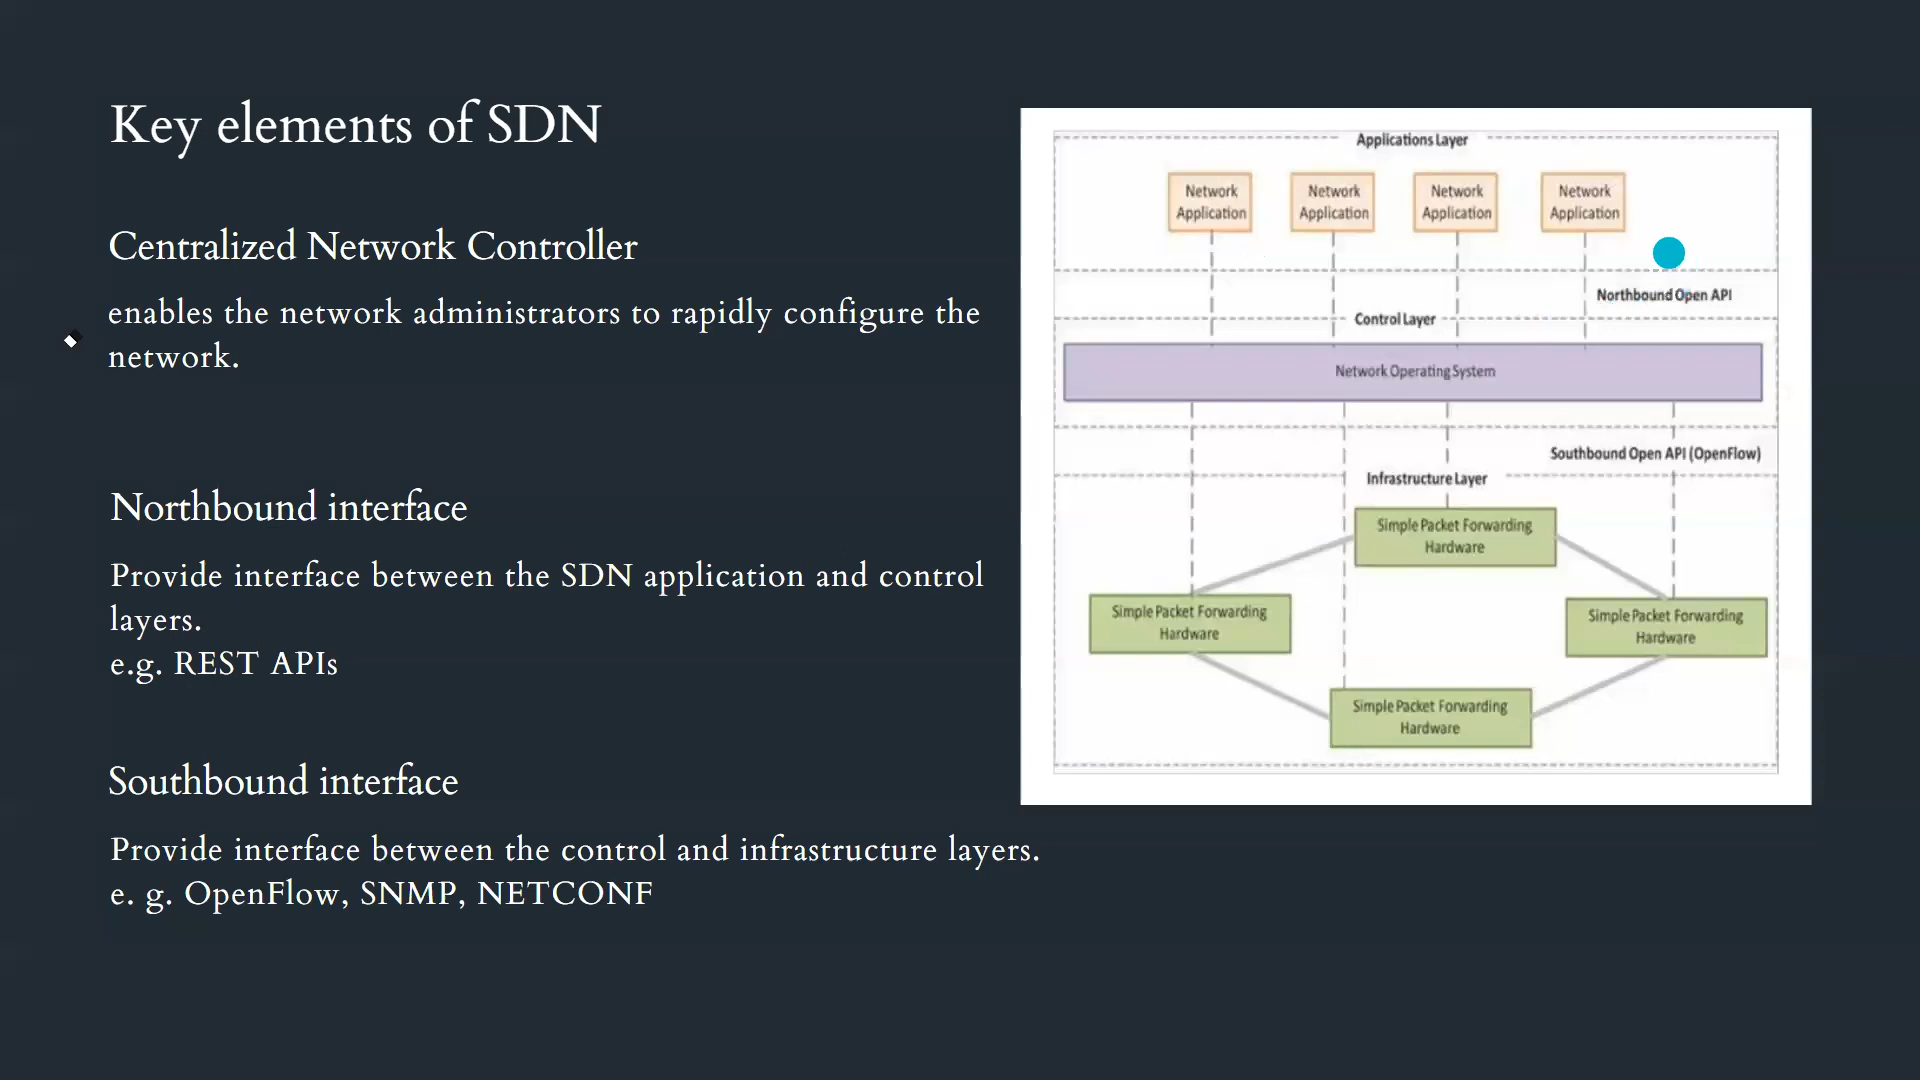 Key elements of SDN
Centralized Network Controller
enables the network administrators to rapidly configure the
network.
Northbound interface
Provide interface between the SDN application and control
layers.
e.g. REST APIs
Southbound interface
Provide interface between the control and infrastructure layers.
e. g. OpenFlow, SNMP, NETCONF
Applications Layer
Network
Application
Network
Application
Network
Application
Network
Application
Northbound Open API
Control Layer
Network Operating System
Southbound Open API (OpenFlow)
Infrastructure Layer
Simple Packet Forwarding
Hardware
Simple Packet Forwarding
Hardware
Simple Packet Forwarding
Hardware
Simple Packet Forwarding
Hardware